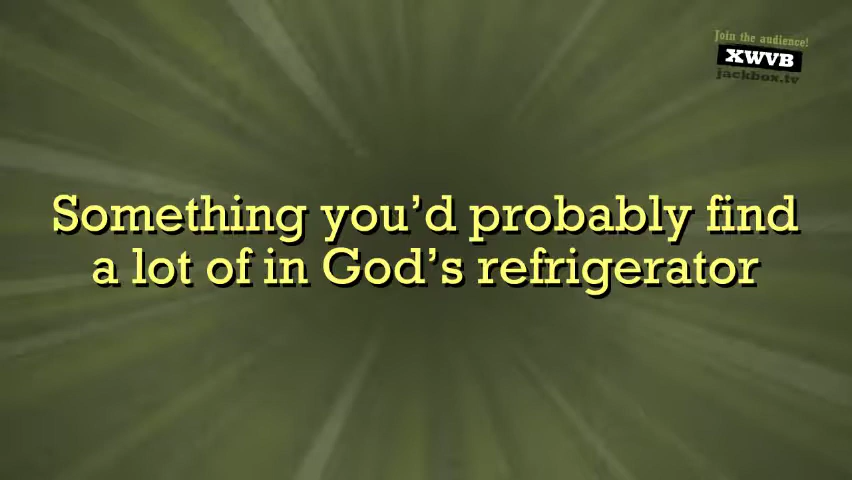 Join the audience!
XWVB
jackbox.tv
Something you’d probably find
a lot of in God’s refrigerator